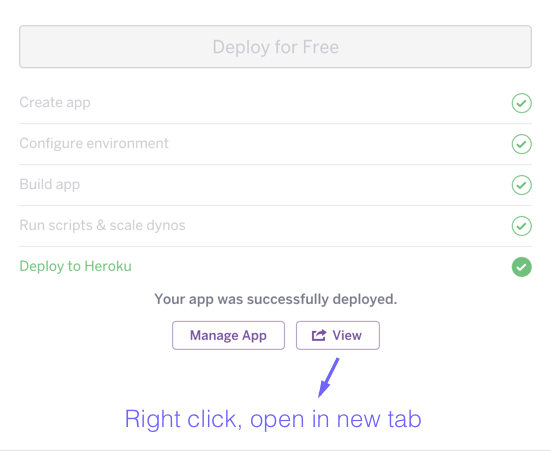 Deploy for Free
Create app
Configure environment
Build app
Run scripts & scale dynos
Deploy to Heroku
Your app was successfully deployed.
Manage App View
Right click, open in new tab